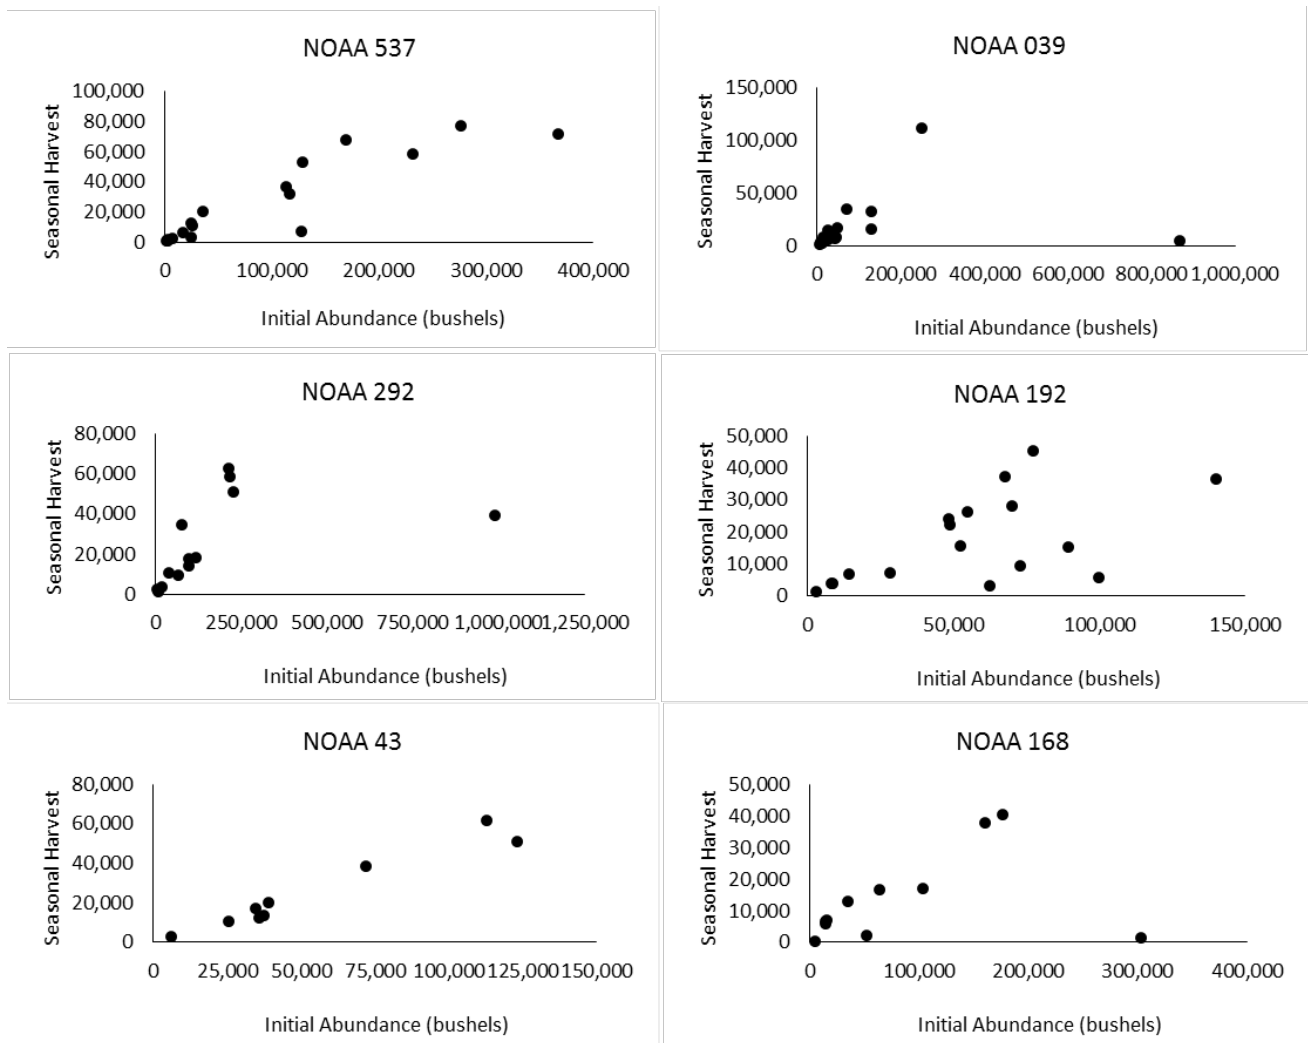 NOAA 537
100,000
80,000
60,000
40,000
20,000
0
Seasonal Harvest
0 100,000 200,000 300,000 400,000
Initial Abundance (bushels)
NOAA 039
150,000
100,000
50,000
0
Seasonal Harvest
0 200,000 400,000 600,000 800,000 1,000,000
Initial Abundance (bushels)
NOAA 292
80,000
60,000
40,000
20,000
0
Seasonal Harvest
0 250,000 500,000 750,000 1,000,000 1,250,000
Initial Abundance (bushels)
NOAA 192
50,000
40,000
30,000
20,000
10,000
0
Seasonal Harvest
0 50,000 100,000 150,000
Initial Abundance (bushels)
NOAA 43
80,000
60,000
40,000
20,000
0
Seasonal Harvest
0 25,000 50,000 75,000 100,000 125,000 150,000
Initial Abundance (bushels)
NOAA 168
50,000
40,000
30,000
20,000
10,000
0
Seasonal Harvest
0 100,000 200,000 300,000 400,000
Initial Abundance (bushels)